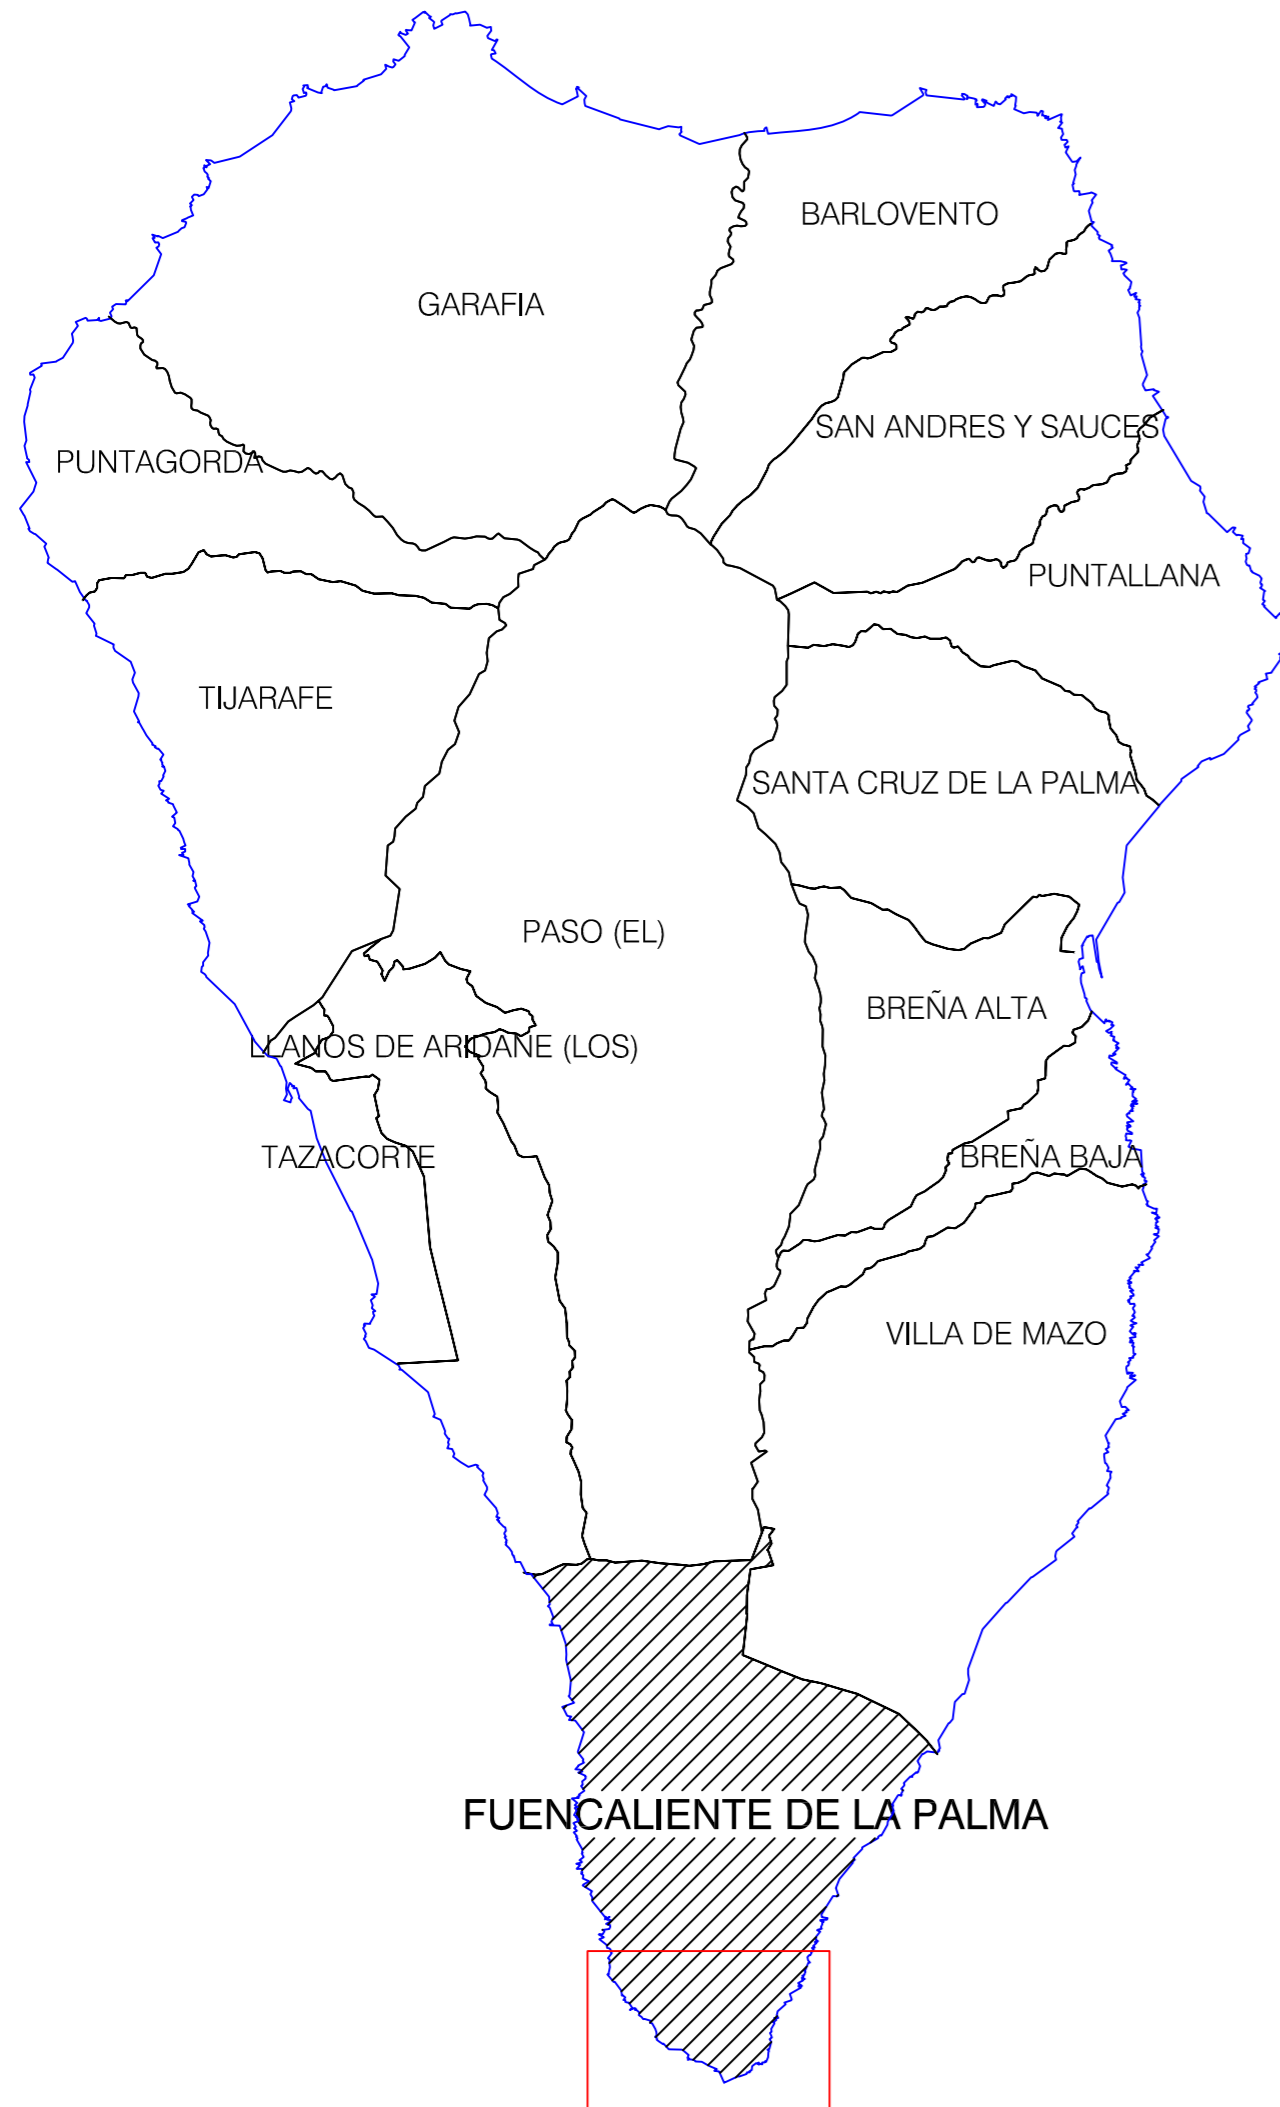 BARLOVENTO
GARAFIA
SAN ANDRES Y SAUCES
PUNTAGORDA
PUNTALLANA
TIJARAFE
SANTA CRUZ DE LA PALMA
PASO (EL)
BREÑA ALTA
LLANOS DE ARIDANE (LOS)
TAZACORTE
BREÑA BAJA
VILLA DE MAZO
FUENCALIENTE DE LA PALMA